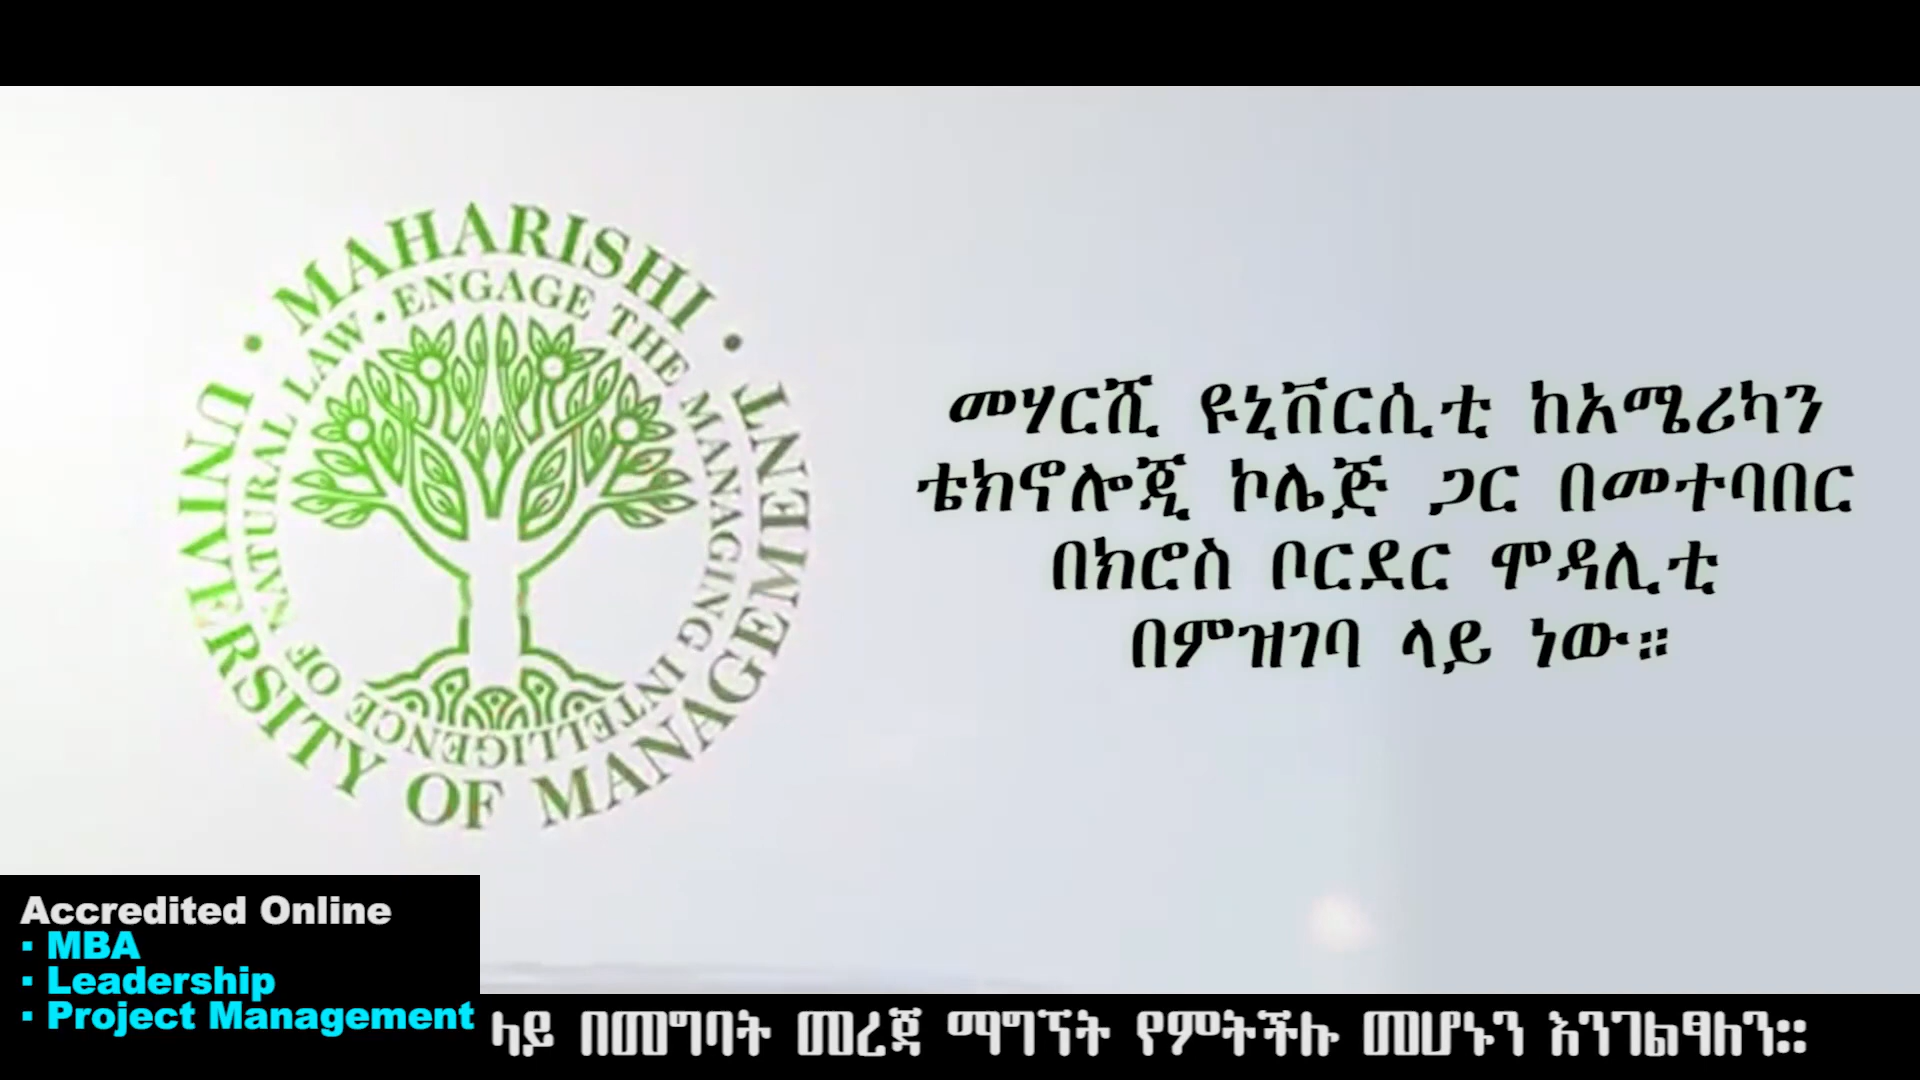 MAHARISHI
UNIVERSITY OF MANAGEMENT
ENGAGE THE MANAGING INTELLIGENCE OF NATURAL LAW
መሃርሺ ዩኒቨርሲቲ ከአሜሪካን
ቴክኖሎጂ ኮሌጅ ጋር በመተባበር
በክሮስ ቦርደር ሞዳሊቲ
በምዝገባ ላይ ነው።
Accredited Online
▪ MBA
▪ Leadership
▪ Project Management
ላይ በመግባት መረጃ ማግኘት የምትችሉ መሆኑን እንገልፃለን፡፡